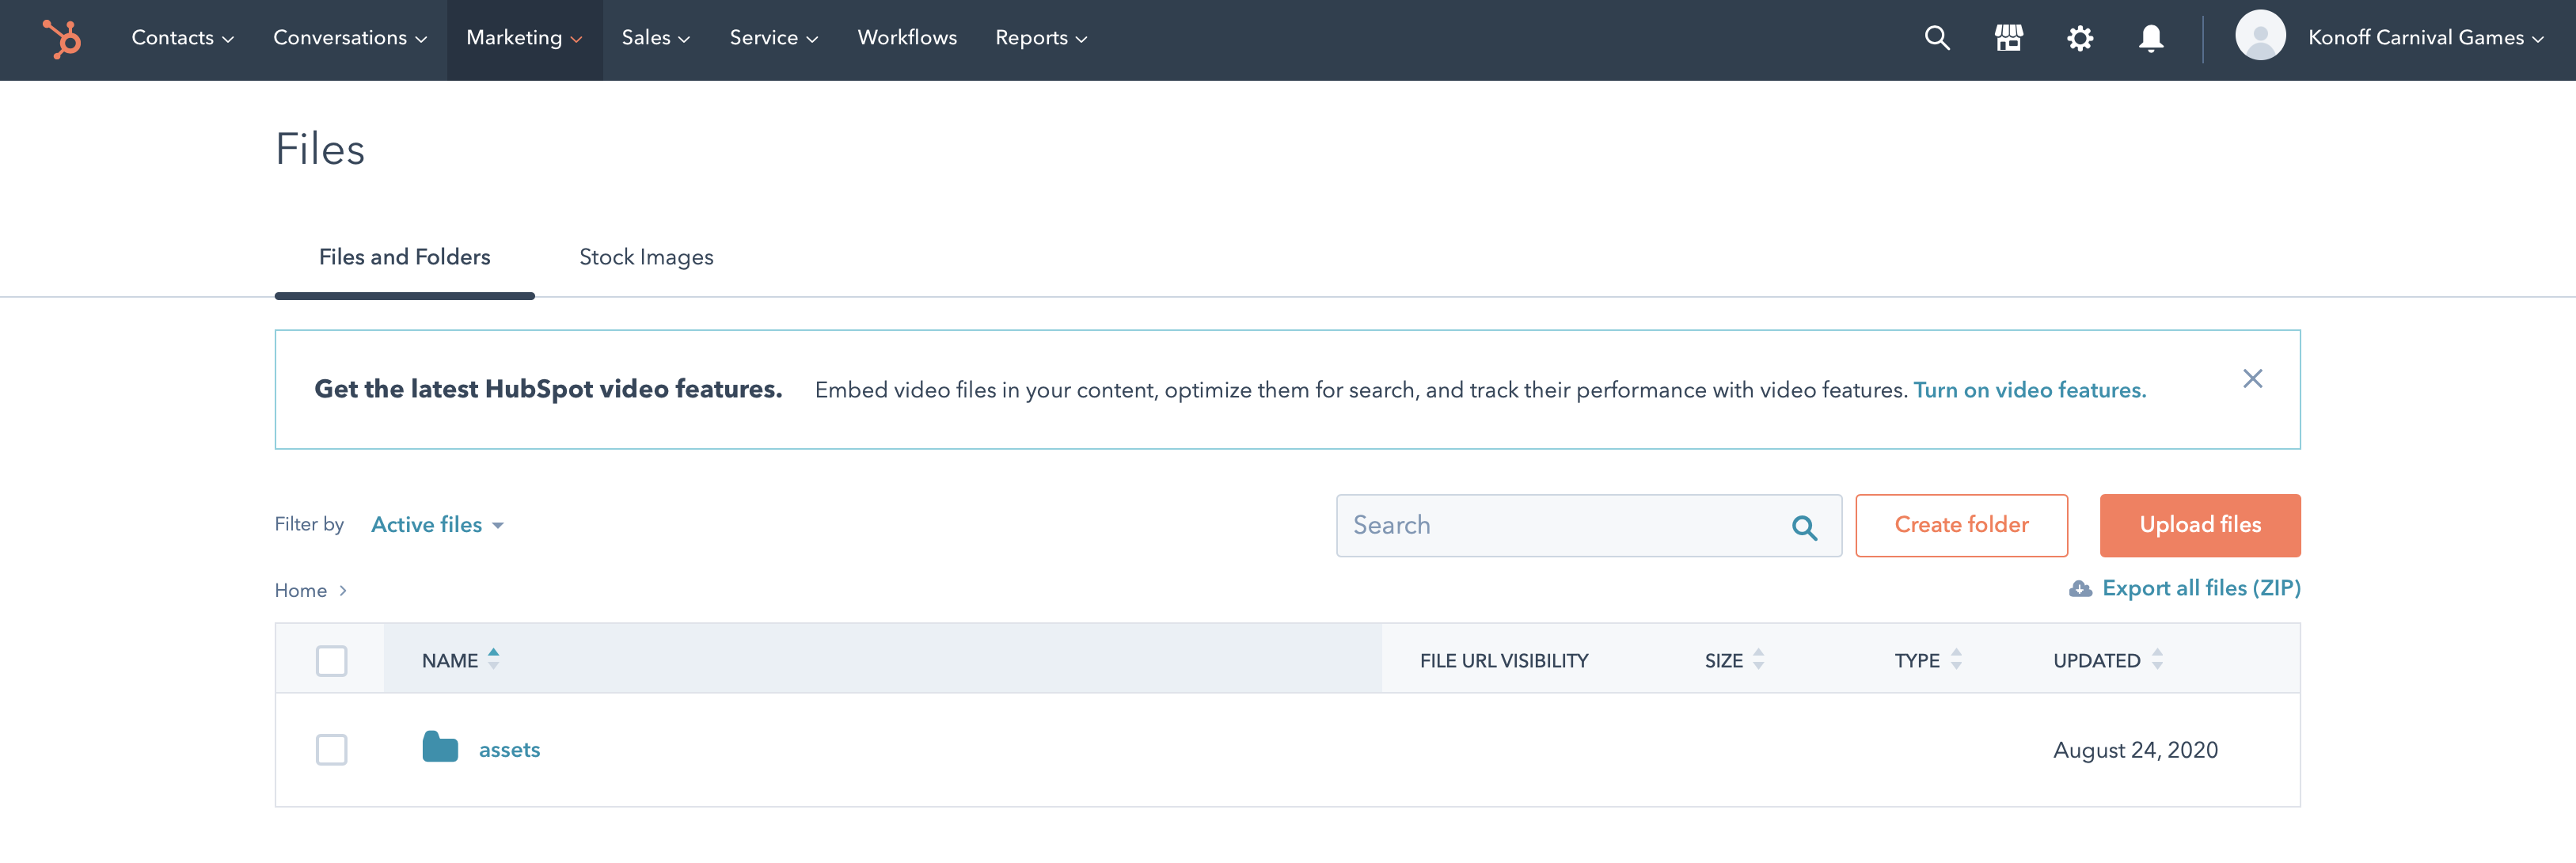 Contacts Conversations Marketing Sales Service Workflows Reports Konoff Carnival Games
Files
Files and Folders Stock Images
Get the latest HubSpot video features. Embed video files in your content, optimize them for search, and track their performance with video features. Turn on video features.
Filter by Active files Search Create folder Upload files
Home Export all files (ZIP)
NAME FILE URL VISIBILITY SIZE TYPE UPDATED
assets August 24, 2020